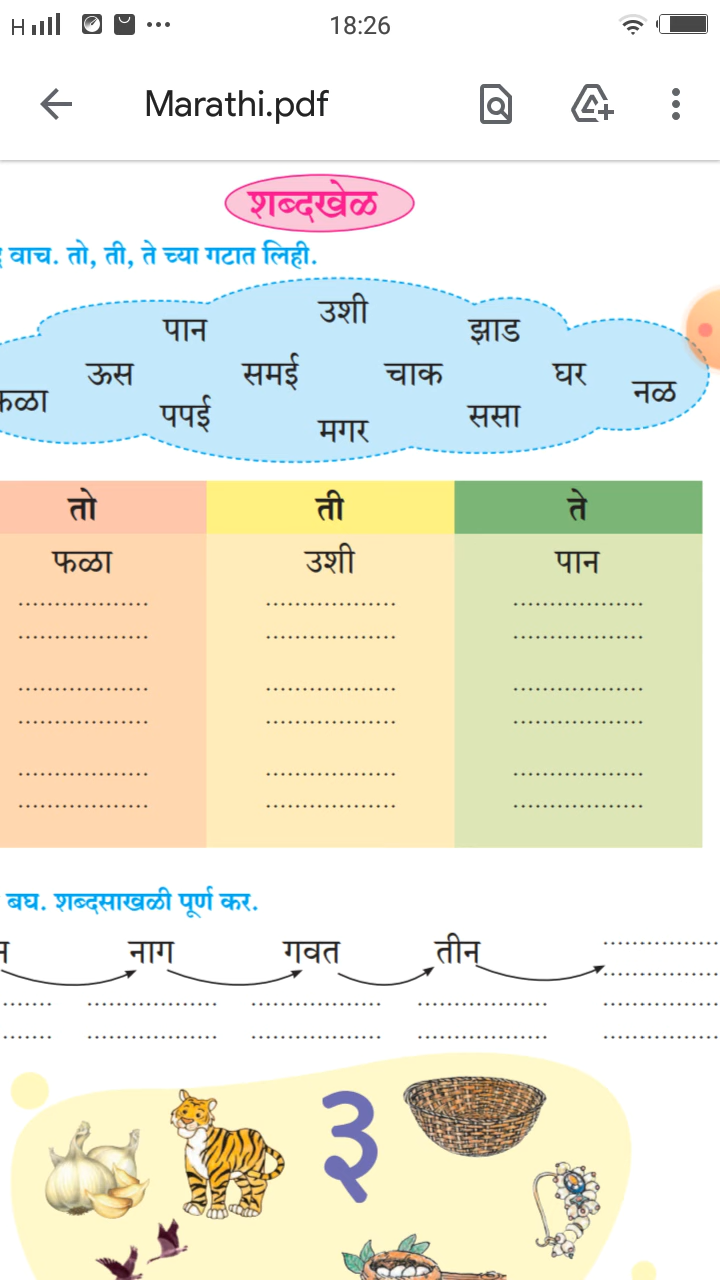 H 18:26
Marathi.pdf
शब्दखेळ
वाच. तो, ती, ते च्या गटात लिही.
उशी
पान झाड
ऊस समई चाक घर
नळ
फळा पपई ससा
मगर
तो ती ते
फळा उशी पान
बघ. शब्दसाखळी पूर्ण कर.
नाग गवत तीन
३